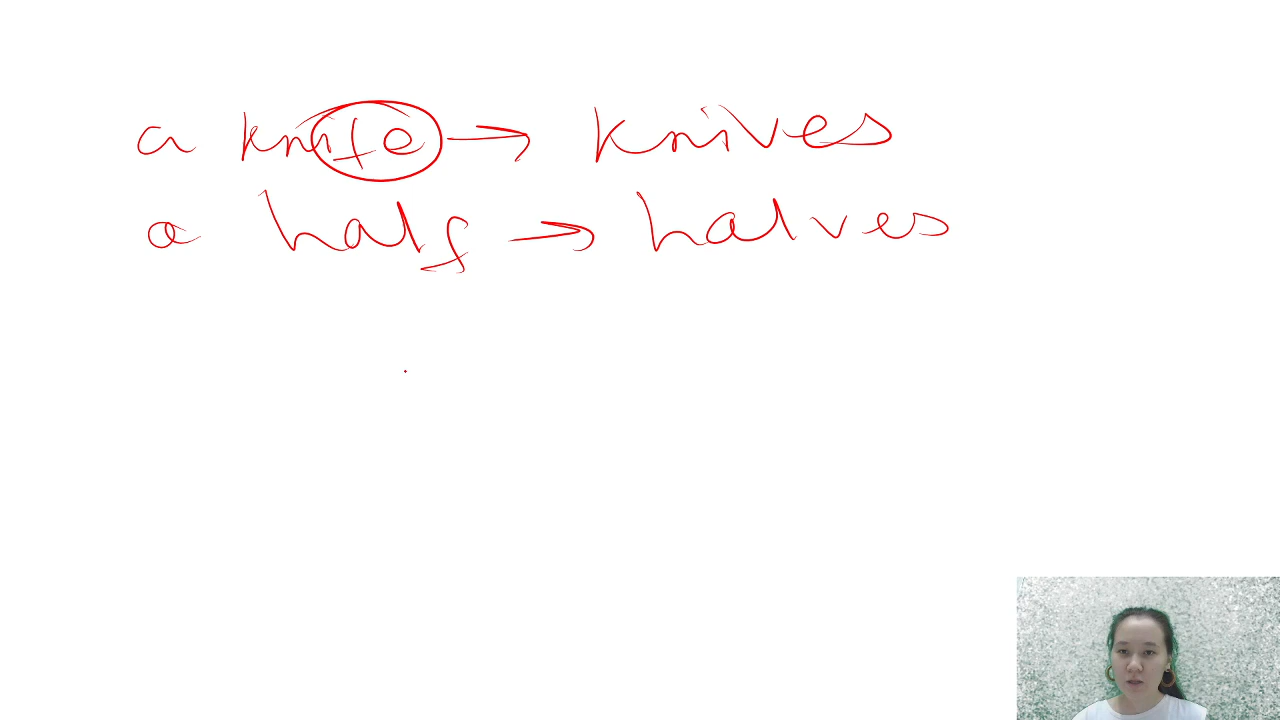 a knife → knives
a half → halves